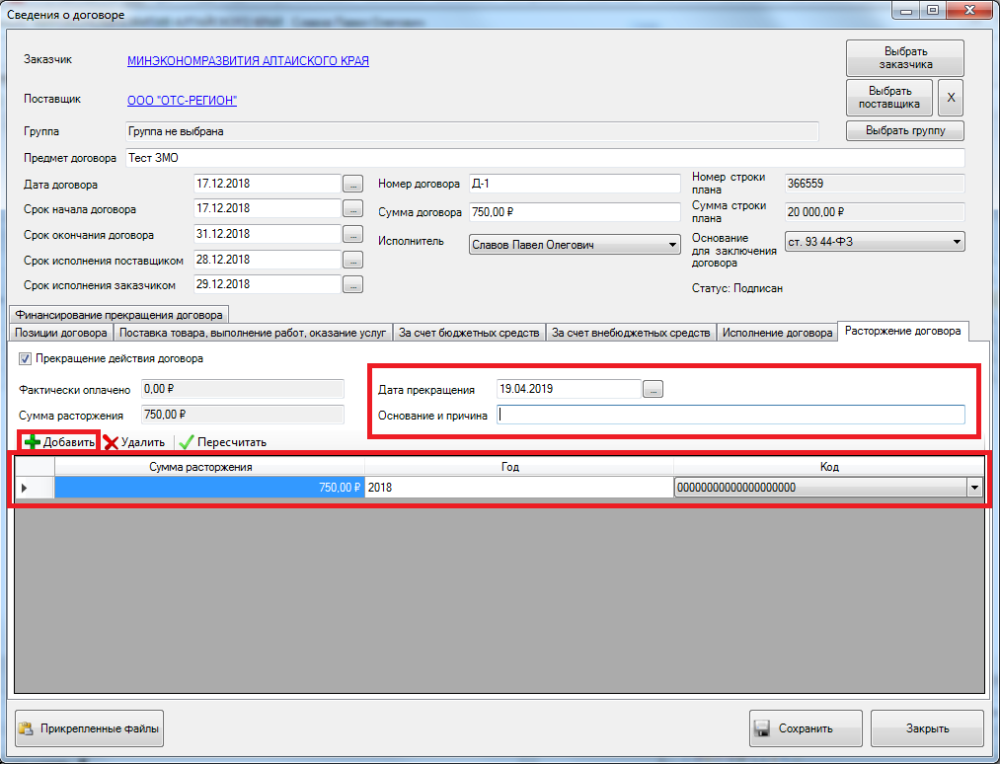 Сведения о договоре
Заказчик
МИНЭКОНОМРАЗВИТИЯ АЛТАЙСКОГО КРАЯ
Выбрать заказчика
Поставщик
ООО "ОТС-РЕГИОН"
Выбрать поставщика
X
Группа
Группа не выбрана
Выбрать группу
Предмет договора
Тест ЗМО
Дата договора
17.12.2018
...
Номер договора
Д-1
Номер строки плана
366559
Срок начала договора
17.12.2018
...
Сумма договора
750,00 ₽
Сумма строки плана
20 000,00 ₽
Срок окончания договора
31.12.2018
...
Исполнитель
Славов Павел Олегович
Основание для заключения договора
ст. 93 44-ФЗ
Срок исполнения поставщиком
28.12.2018
...
Срок исполнения заказчиком
29.12.2018
...
Статус: Подписан
Финансирование прекращения договора
Позиции договора
Поставка товара, выполнение работ, оказание услуг
За счет бюджетных средств
За счет внебюджетных средств
Исполнение договора
Расторжение договора
Прекращение действия договора
Фактически оплачено
0,00 ₽
Дата прекращения
19.04.2019
...
Сумма расторжения
750,00 ₽
Основание и причина
Добавить
Удалить
Пересчитать
Сумма расторжения
Год
Код
750,00 ₽
2018
00000000000000000000
Прикрепленные файлы
Сохранить
Закрыть